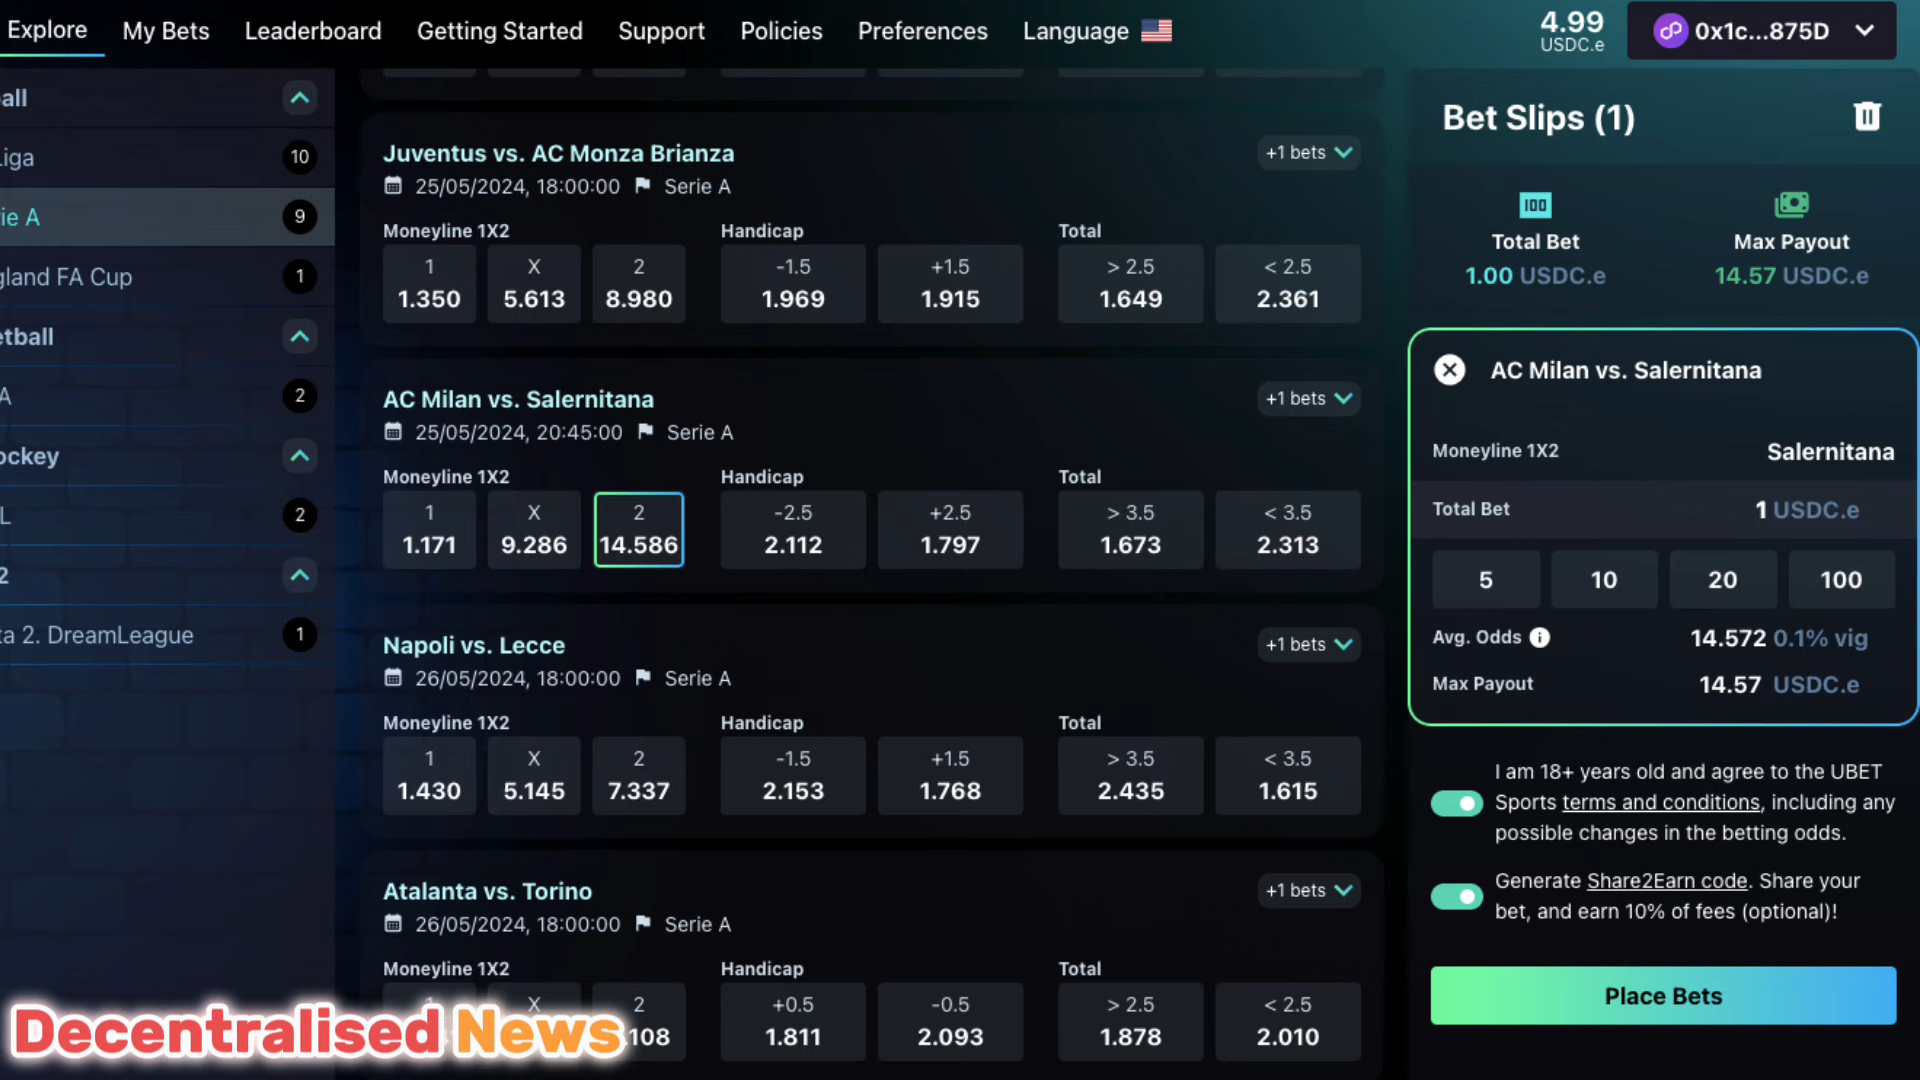 Explore My Bets Leaderboard Getting Started Support Policies Preferences Language
4.99
USDC.e
0x1c...875D
all
Liga 10
ie A 9
gland FA Cup 1
etball
A 2
ockey
L 2
2
ta 2. DreamLeague 1
Juventus vs. AC Monza Brianza
+1 bets
25/05/2024, 18:00:00 Serie A
Moneyline 1X2 Handicap Total
1 X 2 -1.5 +1.5 > 2.5 < 2.5
1.350 5.613 8.980 1.969 1.915 1.649 2.361
AC Milan vs. Salernitana
+1 bets
25/05/2024, 20:45:00 Serie A
Moneyline 1X2 Handicap Total
1 X 2 -2.5 +2.5 > 3.5 < 3.5
1.171 9.286 14.586 2.112 1.797 1.673 2.313
Napoli vs. Lecce
+1 bets
26/05/2024, 18:00:00 Serie A
Moneyline 1X2 Handicap Total
1 X 2 -1.5 +1.5 > 3.5 < 3.5
1.430 5.145 7.337 2.153 1.768 2.435 1.615
Atalanta vs. Torino
+1 bets
26/05/2024, 18:00:00 Serie A
Moneyline 1X2 Handicap Total
1 X 2 +0.5 -0.5 > 2.5 < 2.5
108 1.811 2.093 1.878 2.010
Decentralised News
Bet Slips (1)
100
Total Bet Max Payout
1.00 USDC.e 14.57 USDC.e
AC Milan vs. Salernitana
Moneyline 1X2 Salernitana
Total Bet 1 USDC.e
5 10 20 100
Avg. Odds 14.572 0.1% vig
Max Payout 14.57 USDC.e
I am 18+ years old and agree to the UBET
Sports terms and conditions, including any
possible changes in the betting odds.
Generate Share2Earn code. Share your
bet, and earn 10% of fees (optional)!
Place Bets